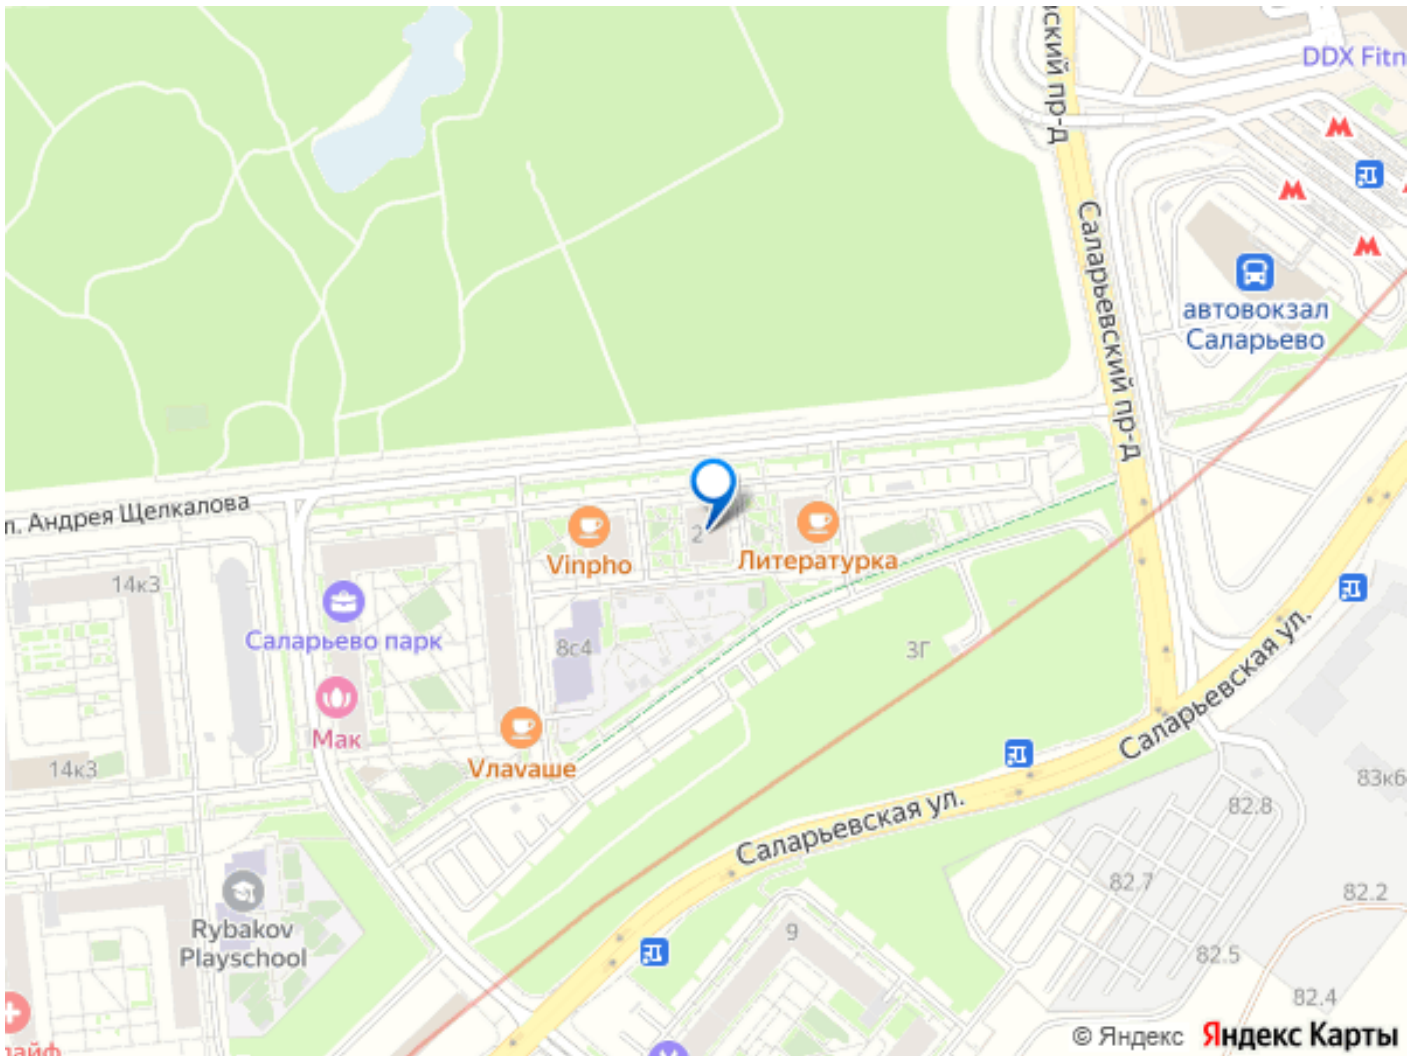 DDX Fitn
ский пр-д
Саларьевский пр-д
автовокзал
Саларьево
л. Андрея Щелкалова
Vinpho
2
Литературка
14к3
Саларьево парк
8с4
3Г
Мак
Vлаvаше
14к3
Саларьевская ул.
Саларьевская ул.
83к6
82.8
82.7
82.2
Rybakov
Playschool
9
82.5
82.4
лайф
© Яндекс Яндекс Карты